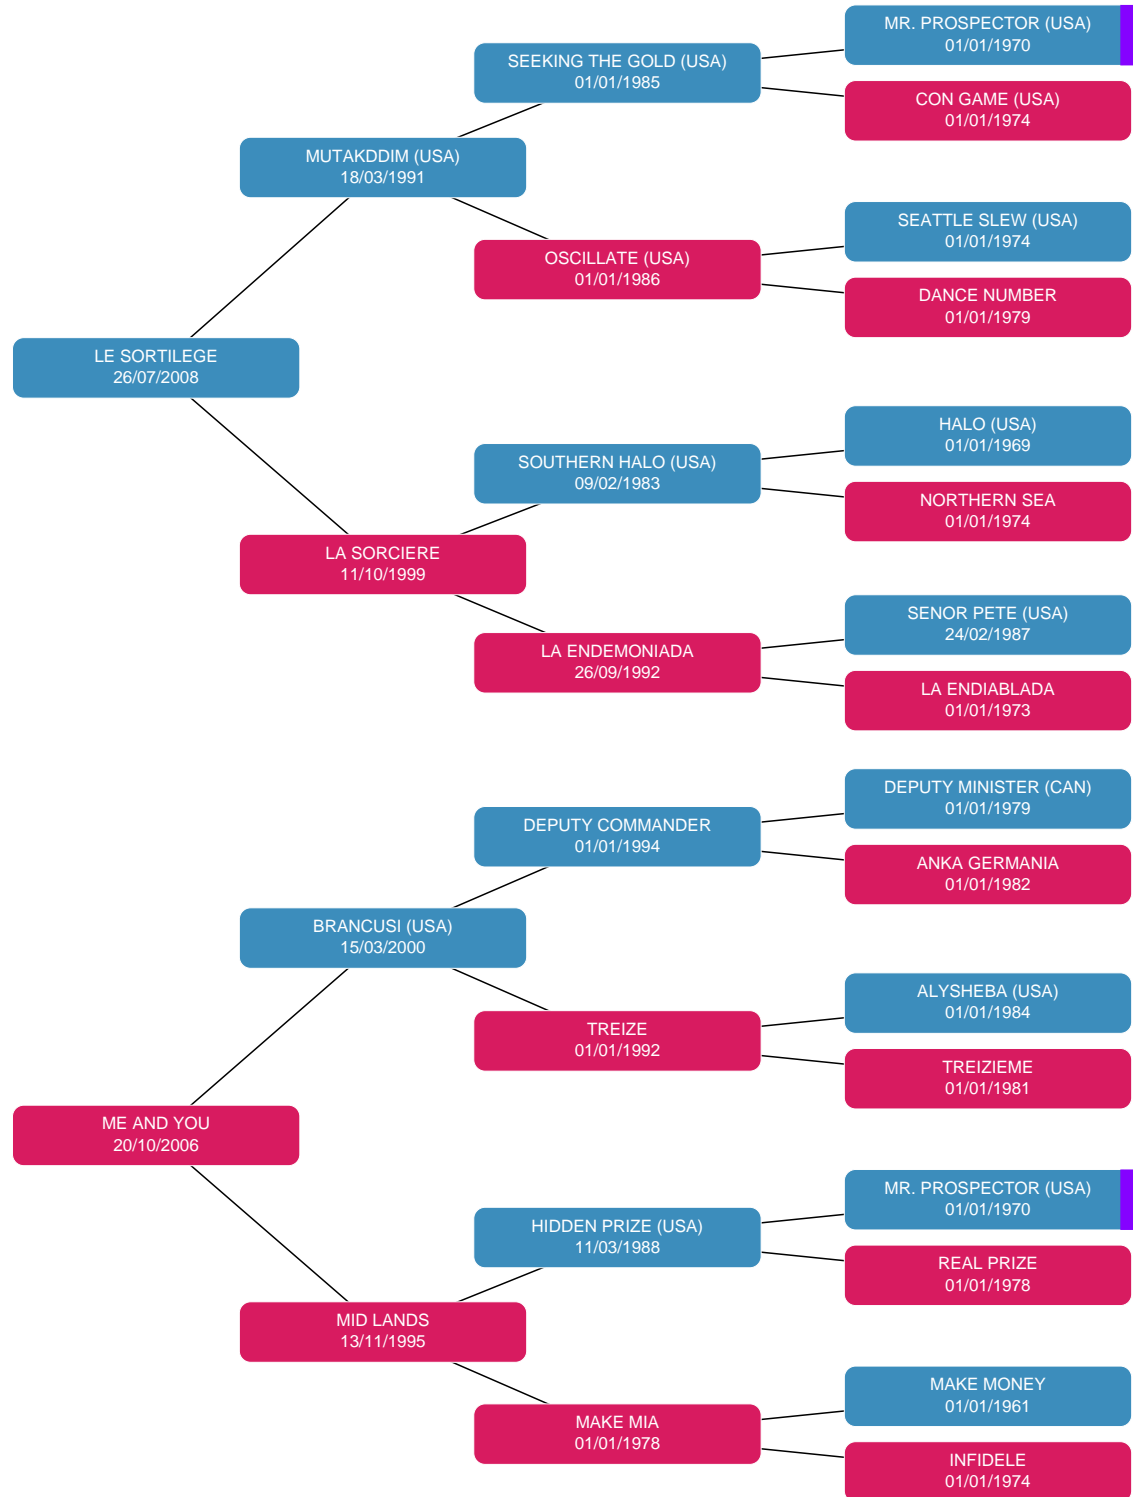 MR. PROSPECTOR (USA)
01/01/1970
SEEKING THE GOLD (USA)
01/01/1985
CON GAME (USA)
01/01/1974
MUTAKDDIM (USA)
18/03/1991
SEATTLE SLEW (USA)
01/01/1974
OSCILLATE (USA)
01/01/1986
DANCE NUMBER
01/01/1979
LE SORTILEGE
26/07/2008
HALO (USA)
01/01/1969
SOUTHERN HALO (USA)
09/02/1983
NORTHERN SEA
01/01/1974
LA SORCIERE
11/10/1999
SENOR PETE (USA)
24/02/1987
LA ENDEMONIADA
26/09/1992
LA ENDIABLADA
01/01/1973
DEPUTY MINISTER (CAN)
01/01/1979
DEPUTY COMMANDER
01/01/1994
ANKA GERMANIA
01/01/1982
BRANCUSI (USA)
15/03/2000
ALYSHEBA (USA)
01/01/1984
TREIZE
01/01/1992
TREIZIEME
01/01/1981
ME AND YOU
20/10/2006
MR. PROSPECTOR (USA)
01/01/1970
HIDDEN PRIZE (USA)
11/03/1988
REAL PRIZE
01/01/1978
MID LANDS
13/11/1995
MAKE MONEY
01/01/1961
MAKE MIA
01/01/1978
INFIDELE
01/01/1974